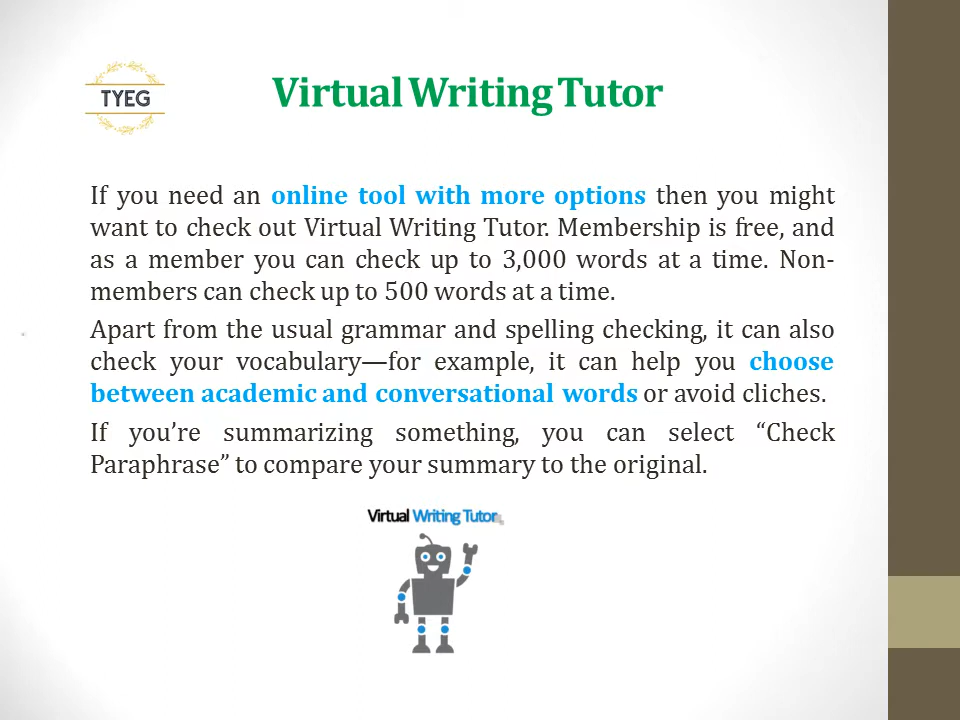 TYEG
Virtual Writing Tutor
If you need an online tool with more options then you might
want to check out Virtual Writing Tutor. Membership is free, and
as a member you can check up to 3,000 words at a time. Non-
members can check up to 500 words at a time.
Apart from the usual grammar and spelling checking, it can also
check your vocabulary—for example, it can help you choose
between academic and conversational words or avoid cliches.
If you’re summarizing something, you can select “Check
Paraphrase” to compare your summary to the original.
Virtual Writing Tutor